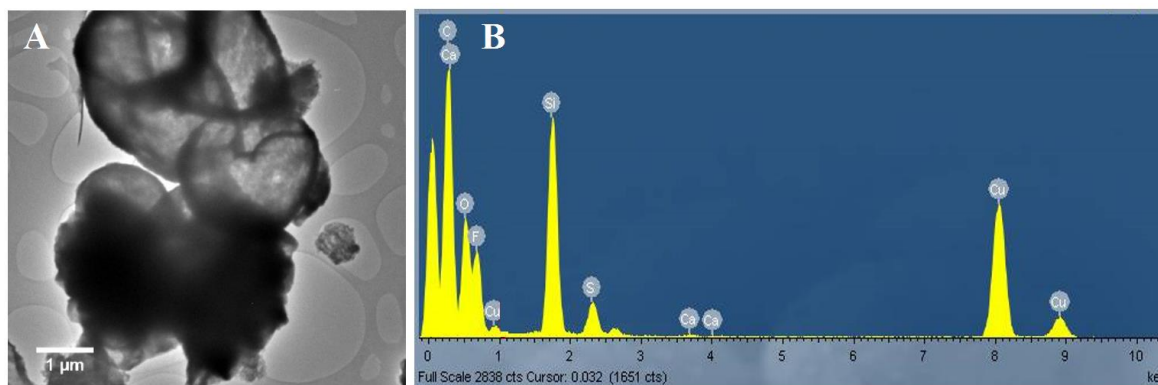 A
1 µm
B
C
Ca
O
F
Cu
Si
S
Ca
Ca
Cu
Cu
0 1 2 3 4 5 6 7 8 9 10
ke
Full Scale 2838 cts Cursor: 0.032 (1651 cts)